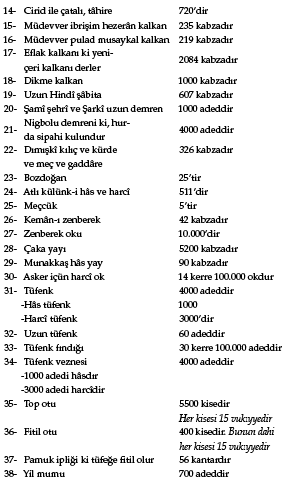 14- Cirid ile çatalı, tâhire 720'dir
15- Müdevver ibrişim hezerân kalkan 235 kabzadır
16- Müdevver pulad musaykal kalkan 219 kabzadır
17- Eflak kalkanı ki yeni-
çeri kalkanı derler 2084 kabzadır
18- Dikme kalkan 1000 kabzadır
19- Uzun Hindî şâbita 607 kabzadır
20- Şamî şehrî ve Şarkî uzun demren 1000 adeddir
21- Nigbolu demreni ki, hur-
da sipahi kulundur 4000 adeddir
22- Dımışkî kılıç ve kürde 326 kabzadır
ve meç ve gaddâre
23- Bozdoğan 25'tir
24- Atlı külünk-i hâs ve harcî 511'dir
25- Meçcük 5'tir
26- Kemân-ı zenberek 42 kabzadır
27- Zenberek oku 10.000'dir
28- Çaka yayı 5200 kabzadır
29- Munakkaş hâs yay 90 kabzadır
30- Asker içün harcî ok 14 kerre 100.000 okdur
31- Tüfenk 4000 adeddir
-Hâs tüfenk 1000
-Harcî tüfenk 3000'dir
32- Uzun tüfenk 60 adeddir
33- Tüfenk fındığı 30 kerre 100.000 adeddir
34- Tüfenk veznesi 4000 adeddir
-1000 adedi hâsdır
-3000 adedi harcîdir
35- Top otu 5500 kisedir
Her kisesi 15 vukıyyedir
36- Fitil otu 400 kisedir. Bunun dahi
her kisesi 15 vukıyyedir
37- Pamuk ipliği ki tüfeğe fitil olur 56 kantardır
38- Yil mumu 700 adeddir